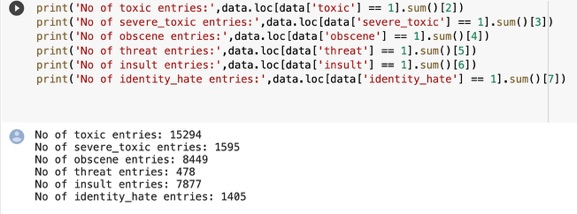 print('No of toxic entries:',data.loc[data['toxic'] == 1].sum()[2])
print('No of severe_toxic entries:',data.loc[data['severe_toxic'] == 1].sum()[3])
print('No of obscene entries:',data.loc[data['obscene'] == 1].sum()[4])
print('No of threat entries:',data.loc[data['threat'] == 1].sum()[5])
print('No of insult entries:',data.loc[data['insult'] == 1].sum()[6])
print('No of identity_hate entries:',data.loc[data['identity_hate'] == 1].sum()[7])
No of toxic entries: 15294
No of severe_toxic entries: 1595
No of obscene entries: 8449
No of threat entries: 478
No of insult entries: 7877
No of identity_hate entries: 1405